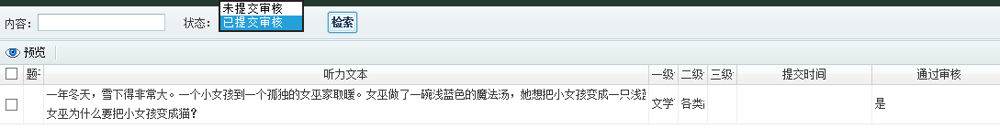 内容： 状态： 未提交审核
已提交审核
检索
预览
题 听力文本 一级 二级 三级 提交时间 通过审核
一年冬天，雪下得非常大。一个小女孩到一个孤独的女巫家取暖。女巫做了一碗浅蓝色的魔法汤，她想把小女孩变成一只浅蓝
女巫为什么要把小女孩变成猫？
文学 各类 是